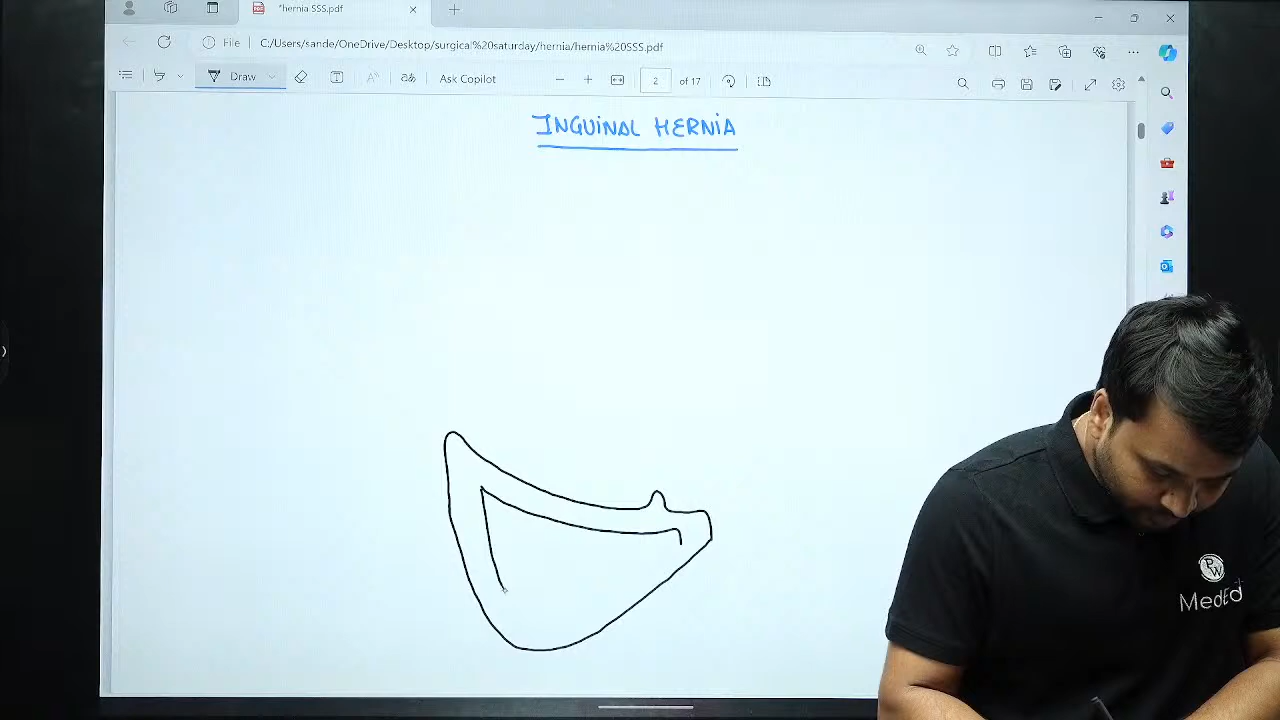 *hernia SSS.pdf
File C:/Users/sande/OneDrive/Desktop/surgical%20saturday/hernia/hernia%20SSS.pdf
Draw Ask Copilot 2 of 17
INGUINAL HERNIA
PW
MedEd